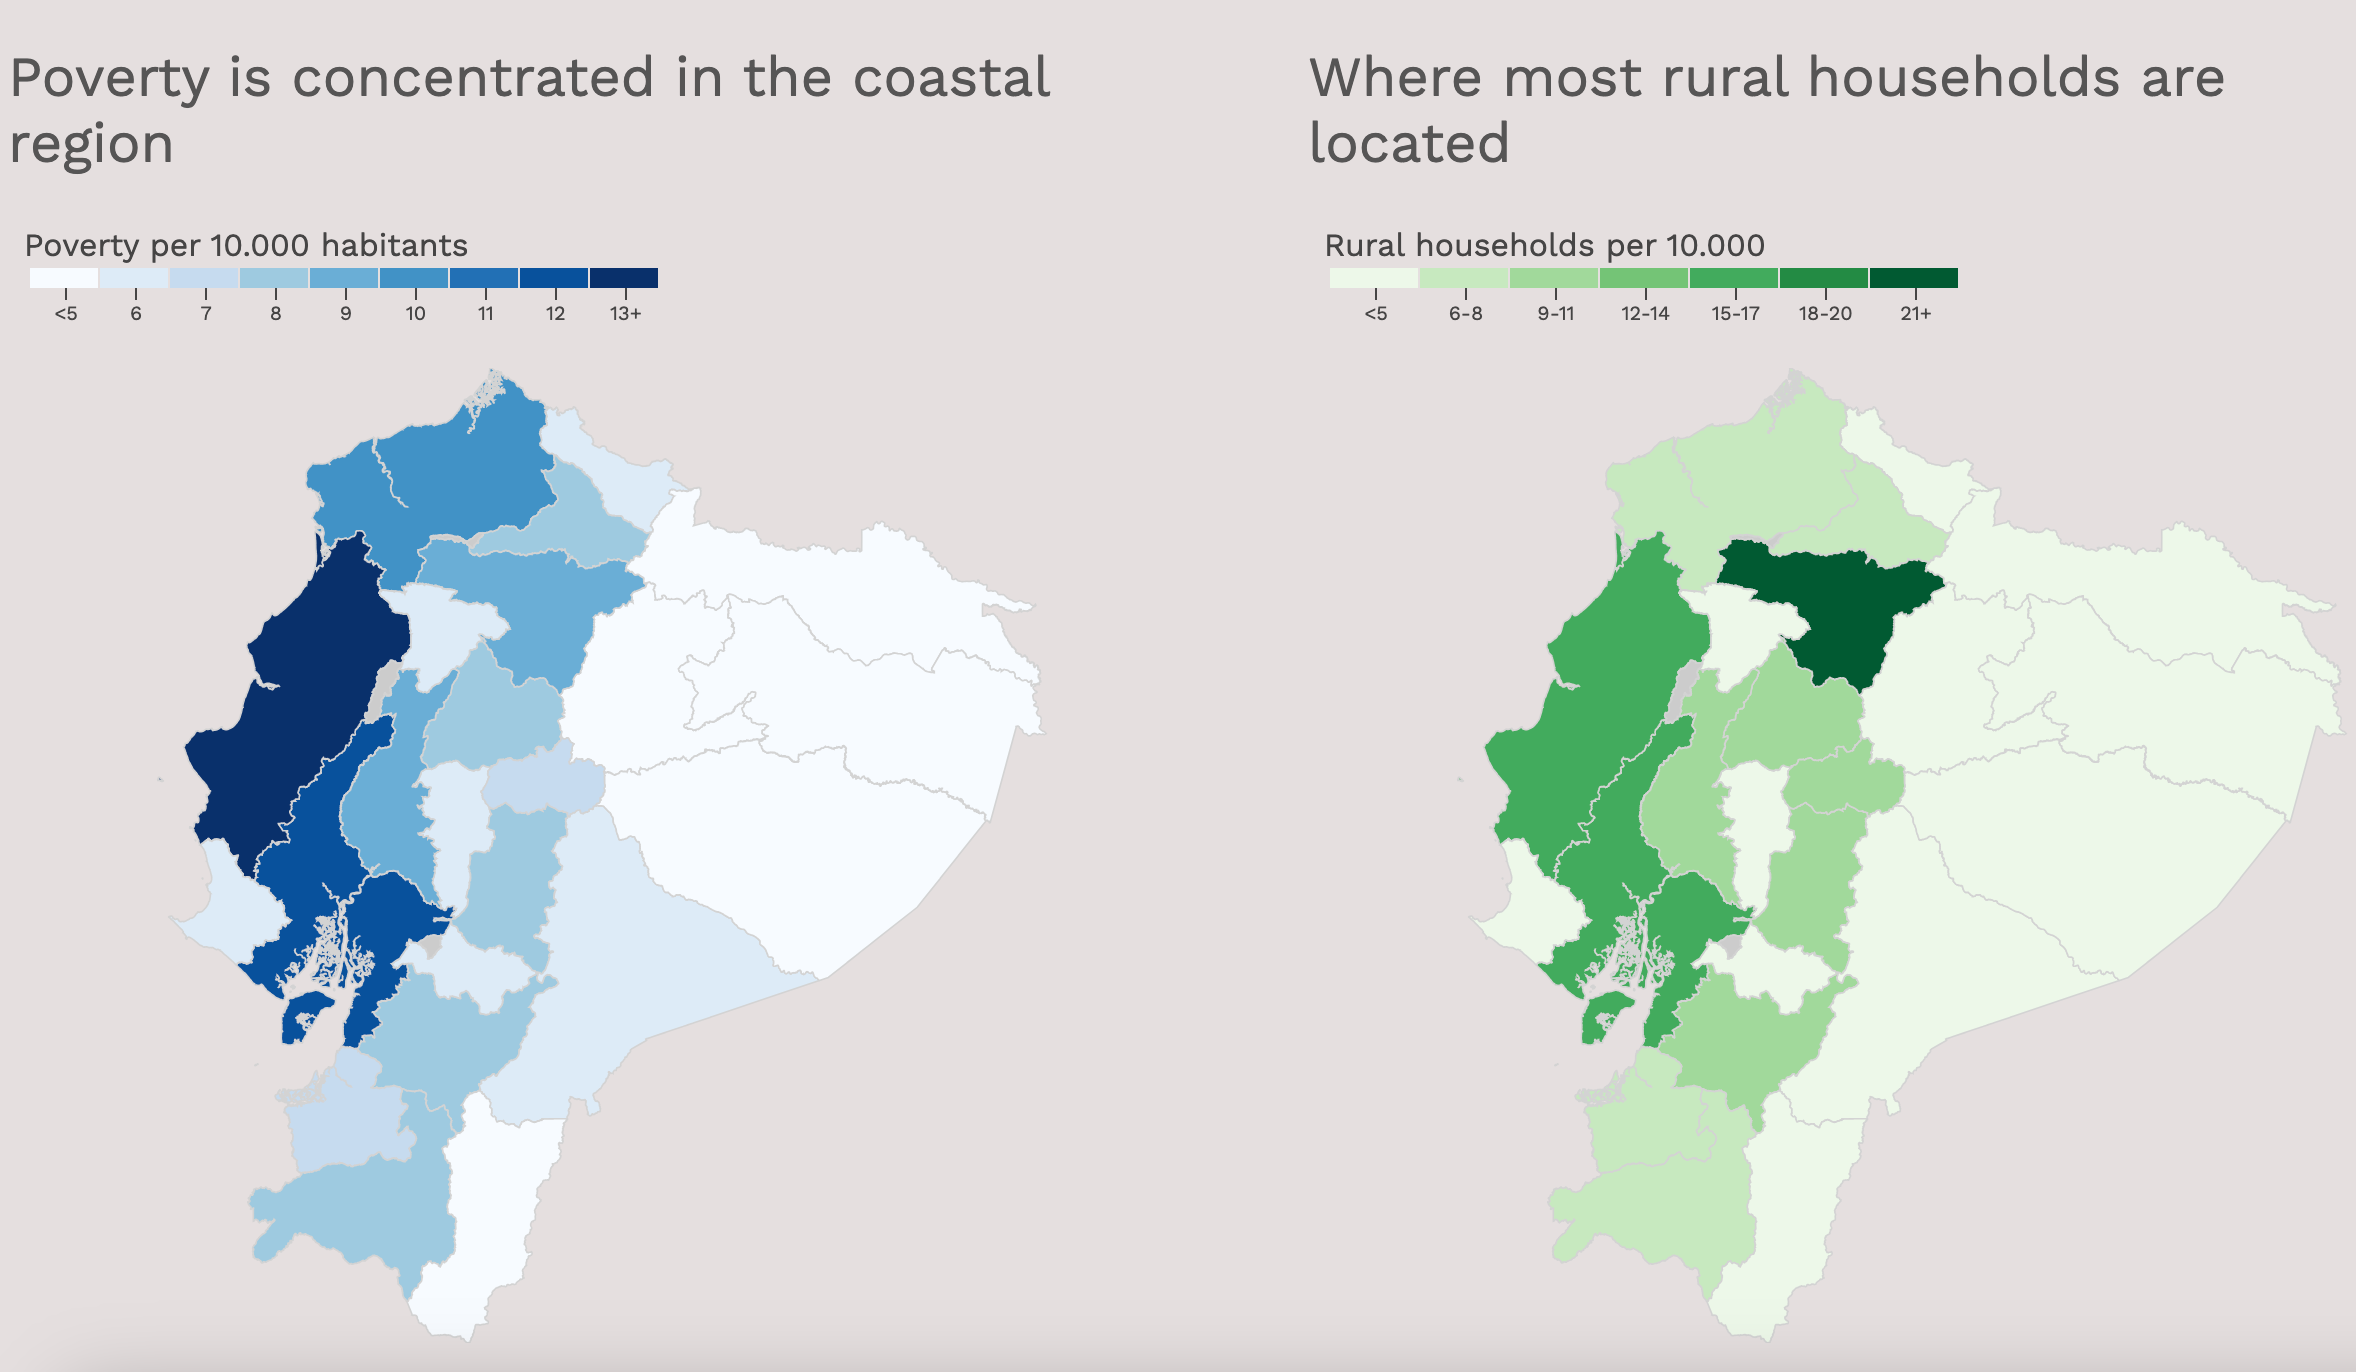 Poverty is concentrated in the coastal
region
Poverty per 10.000 habitants
<5 6 7 8 9 10 11 12 13+
Where most rural households are
located
Rural households per 10.000
<5 6-8 9-11 12-14 15-17 18-20 21+